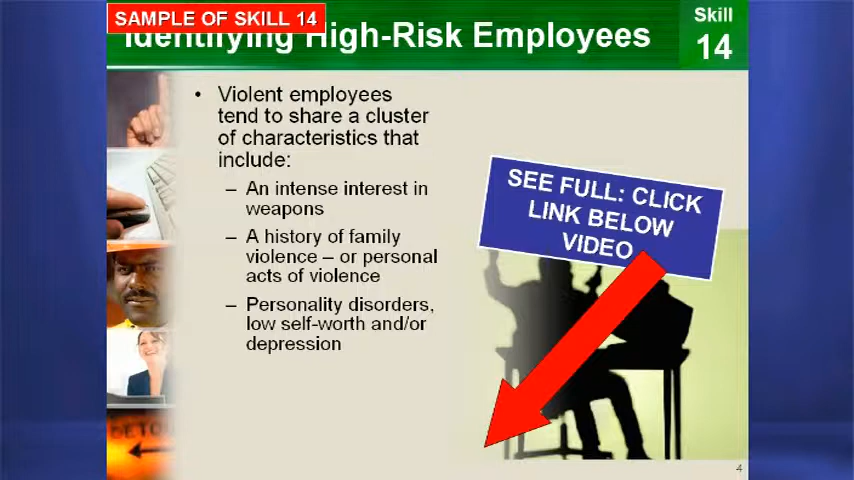 SAMPLE OF SKILL 14
Identifying High-Risk Employees
Skill
14
• Violent employees
tend to share a cluster
of characteristics that
include:
– An intense interest in
weapons
– A history of family
violence – or personal
acts of violence
– Personality disorders,
low self-worth and/or
depression
SEE FULL: CLICK
LINK BELOW
VIDEO
4